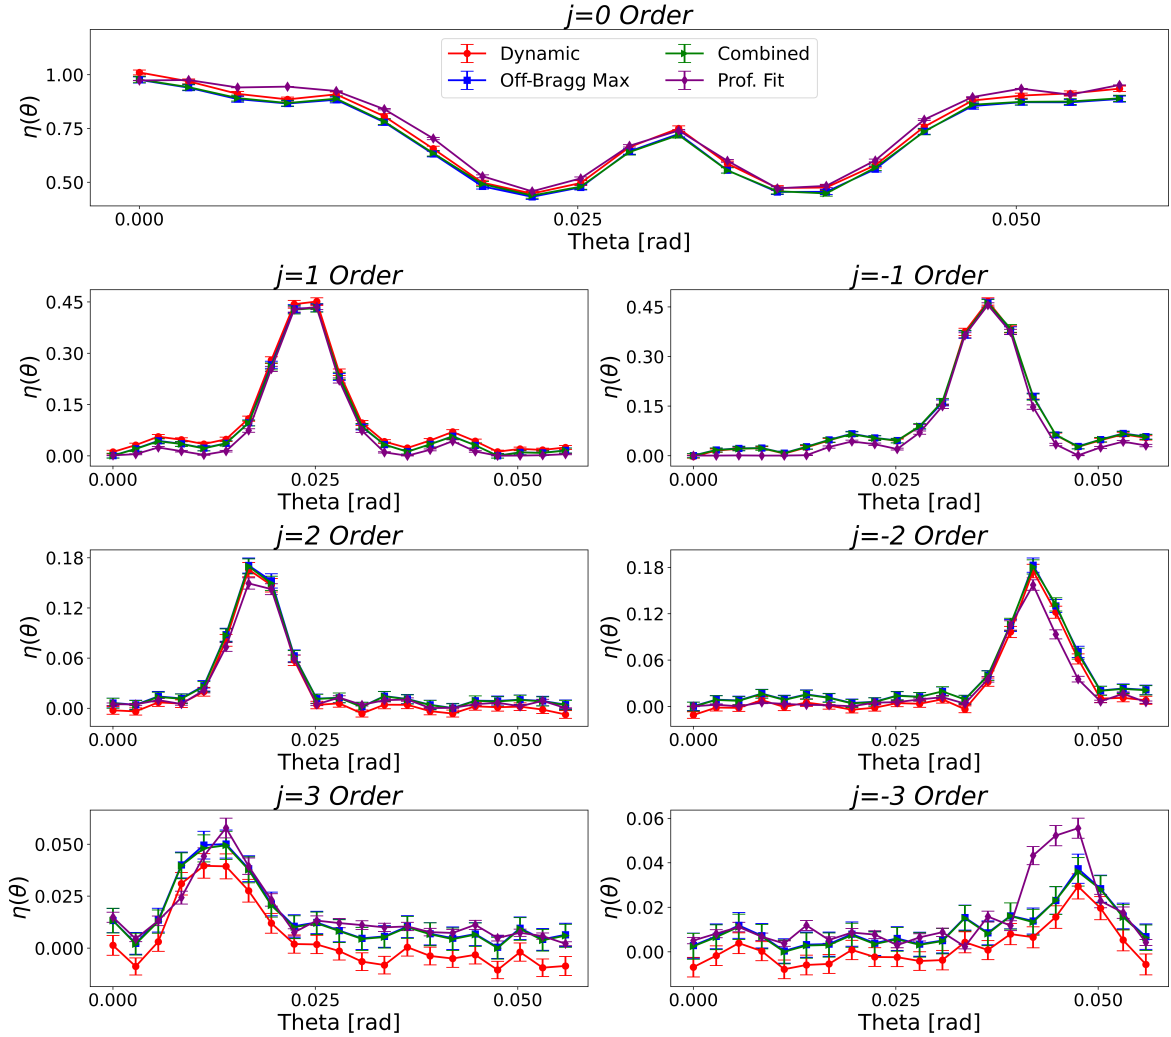 j=0 Order
Dynamic
Off-Bragg Max
Combined
Prof. Fit
η(θ)
1.00
0.75
0.50
0.000 0.025 0.050
Theta [rad]
j=1 Order
η(θ)
0.45
0.30
0.15
0.00
0.000 0.025 0.050
Theta [rad]
j=-1 Order
η(θ)
0.45
0.30
0.15
0.00
0.000 0.025 0.050
Theta [rad]
j=2 Order
η(θ)
0.18
0.12
0.06
0.00
0.000 0.025 0.050
Theta [rad]
j=-2 Order
η(θ)
0.18
0.12
0.06
0.00
0.000 0.025 0.050
Theta [rad]
j=3 Order
η(θ)
0.050
0.025
0.000
0.000 0.025 0.050
Theta [rad]
j=-3 Order
η(θ)
0.06
0.04
0.02
0.00
0.000 0.025 0.050
Theta [rad]